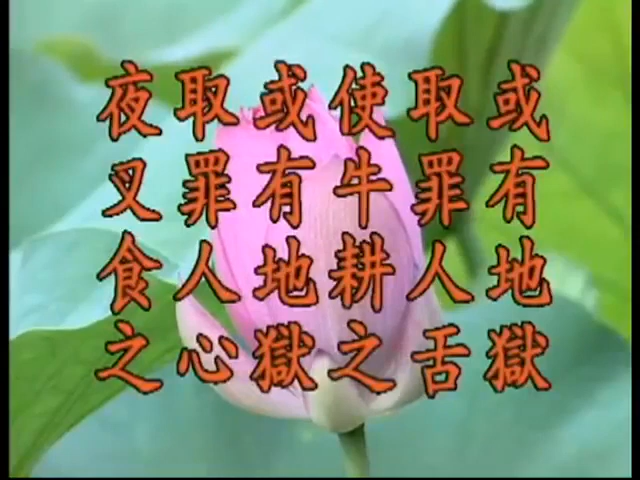 或有地獄
取罪人舌
使牛耕之
或有地獄
取罪人心
夜叉食之